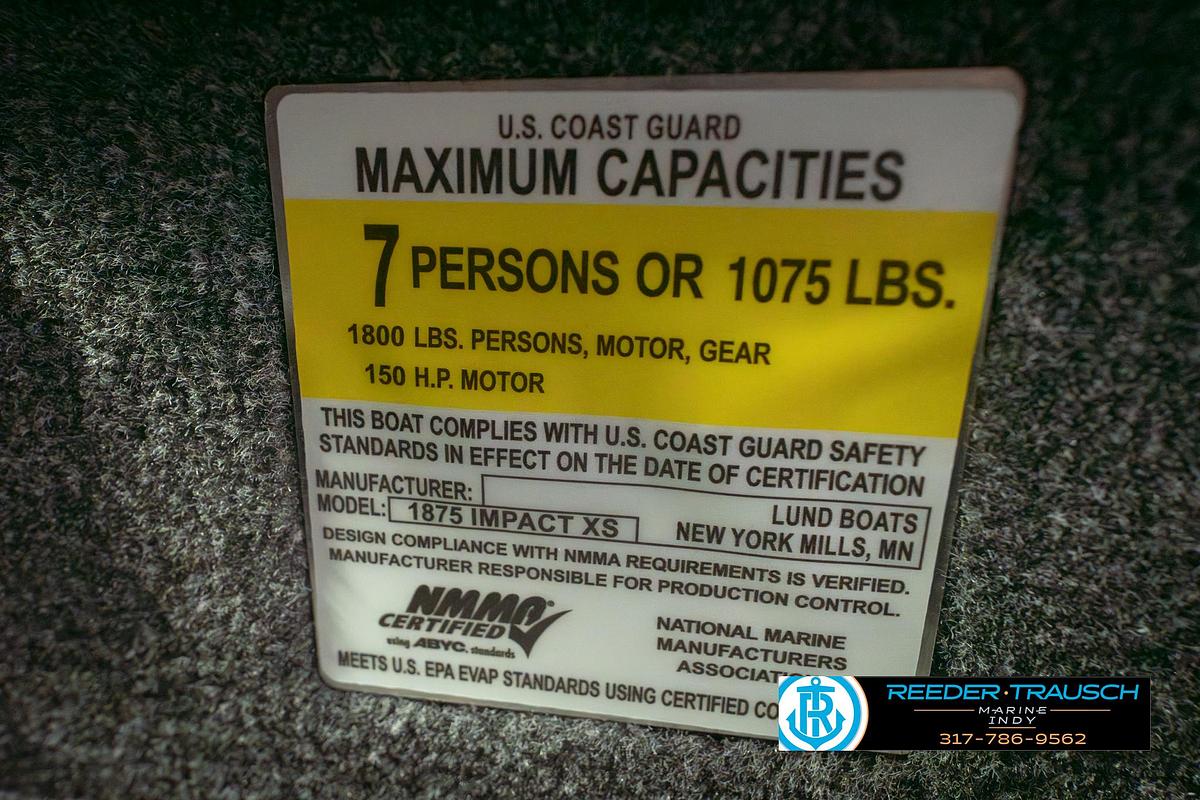 U.S. COAST GUARD
MAXIMUM CAPACITIES
7 PERSONS OR 1075 LBS.
1800 LBS. PERSONS, MOTOR, GEAR
150 H.P. MOTOR
THIS BOAT COMPLIES WITH U.S. COAST GUARD SAFETY
STANDARDS IN EFFECT ON THE DATE OF CERTIFICATION
MANUFACTURER: LUND BOATS
NEW YORK MILLS, MN
MODEL: 1875 IMPACT XS
DESIGN COMPLIANCE WITH NMMA REQUIREMENTS IS VERIFIED.
MANUFACTURER RESPONSIBLE FOR PRODUCTION CONTROL.
NMMA®
CERTIFIED
using ABYC. standards
NATIONAL MARINE
MANUFACTURERS
MEETS U.S. EPA EVAP STANDARDS USING CERTIFIED
REEDER·TRAUSCH
MARINE
INDY
317-786-9562